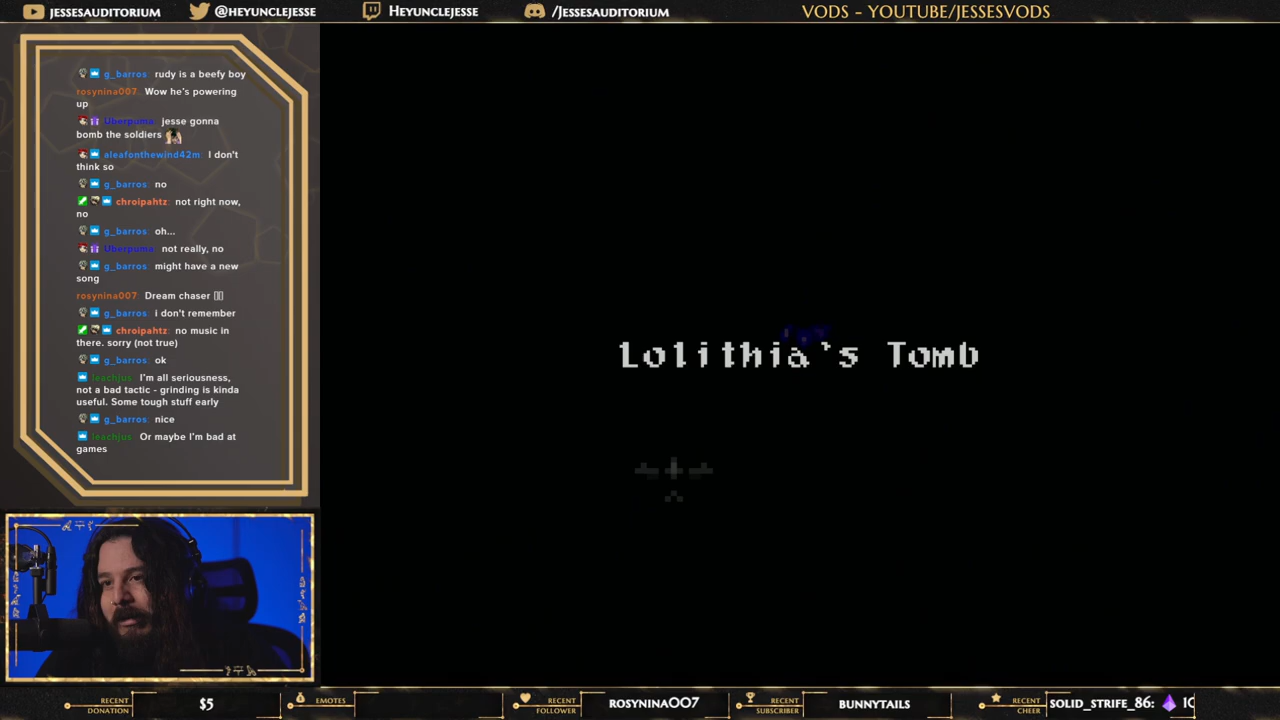 JESSESAUDITORIUM @HEYUNCLEJESSE HEYUNCLEJESSE /JESSESAUDITORIUM VODS - YOUTUBE/JESSESVODS
g_barros: rudy is a beefy boy
rosynina007 Wow he's powering
up
Uberpuma: jesse gonna
bomb the soldiers
aleafonthewind42m I don't
think so
g_barros: no
chroipahtz: not right now,
no
g_barros: oh...
Uberpuma: not really, no
g_barros: might have a new
song
rosynina007 Dream chaser
g_barros: i don't remember
chroipahtz: no music in
there. sorry (not true)
g_barros: ok
leachjus: I'm all seriousness,
not a bad tactic - grinding is kinda
useful. Some tough stuff early
g_barros: nice
leachjus: Or maybe I'm bad at
games
Lolithia's Tomb
RECENT DONATION $5 EMOTES RECENT FOLLOWER ROSYNINA007 RECENT SUBSCRIBER BUNNYTAILS RECENT CHEER SOLID_STRIFE_86: